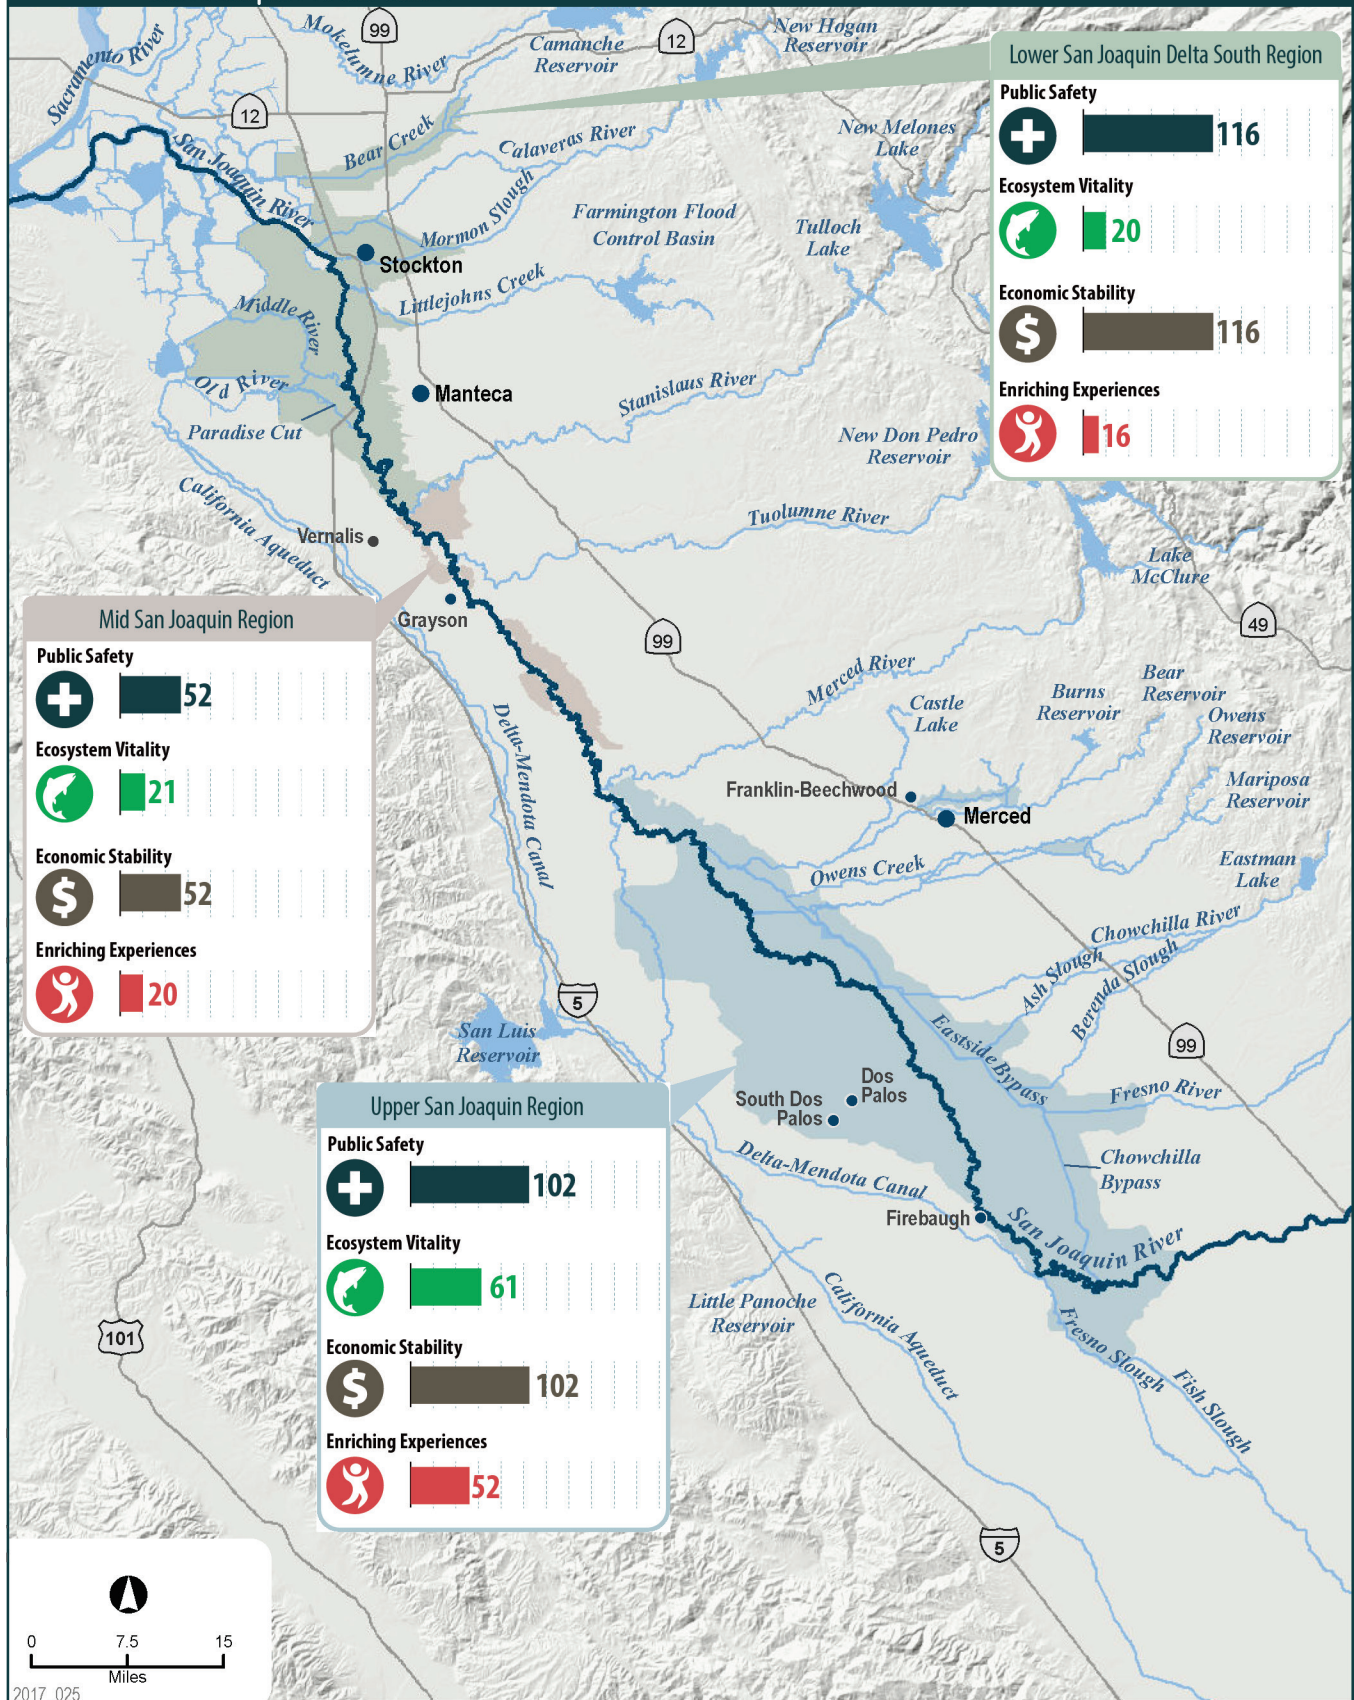 Sacramento River
Mokelumne River
99
Camanche
Reservoir
12
New Hogan
Reservoir
12
Bear Creek
Calaveras River
San Joaquin River
Mormon Slough
Farmington Flood
Control Basin
New Melones
Lake
Tulloch
Lake
Stockton
Littlejohns Creek
Middle River
Old River
Manteca
Paradise Cut
Stanislaus River
New Don Pedro
Reservoir
California Aqueduct
Vernalis
Tuolumne River
Lake
McClure
Grayson
99
49
Merced River
Castle
Lake
Burns
Reservoir
Bear
Reservoir
Owens
Reservoir
Mariposa
Reservoir
Delta-Mendota Canal
Franklin-Beechwood
Merced
Owens Creek
Eastman
Lake
Chowchilla River
Ash Slough
Berenda Slough
5
San Luis
Reservoir
Eastside Bypass
99
Dos
Palos
South Dos
Palos
Fresno River
Delta-Mendota Canal
Chowchilla
Bypass
Firebaugh
San Joaquin River
Little Panoche
Reservoir
California Aqueduct
Fresno Slough
Fish Slough
101
5
Lower San Joaquin Delta South Region
Public Safety
116
Ecosystem Vitality
20
Economic Stability
$
116
Enriching Experiences
16
Mid San Joaquin Region
Public Safety
52
Ecosystem Vitality
21
Economic Stability
$
52
Enriching Experiences
20
Upper San Joaquin Region
Public Safety
102
Ecosystem Vitality
61
Economic Stability
$
102
Enriching Experiences
52
0 7.5 15
Miles
2017_025